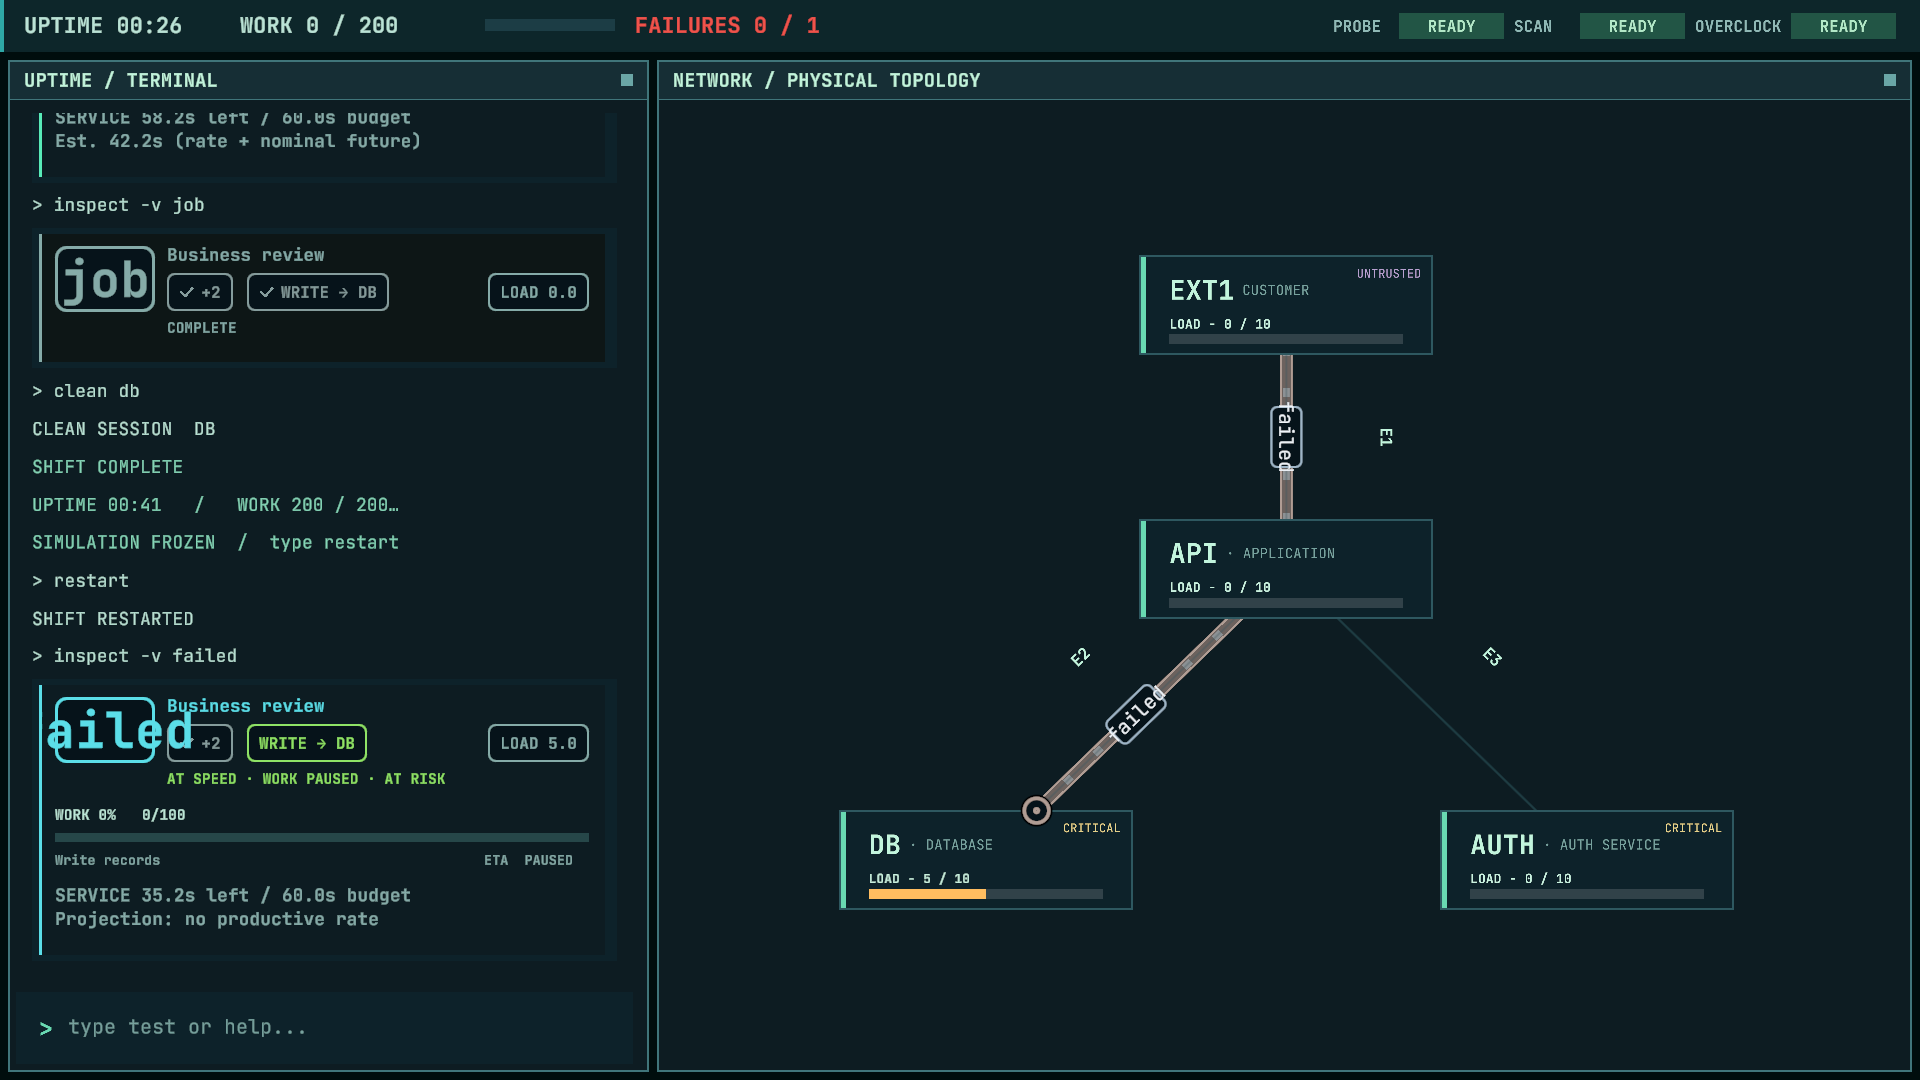 UPTIME 00:26 WORK 0 / 200 FAILURES 0 / 1 PROBE READY SCAN READY OVERCLOCK READY
UPTIME / TERMINAL
SERVICE 58.2s left / 60.0s budget
Est. 42.2s (rate + nominal future)
> inspect -v job
job
Business review
✓ +2 ✓ WRITE → DB LOAD 0.0
COMPLETE
> clean db
CLEAN SESSION DB
SHIFT COMPLETE
UPTIME 00:41 / WORK 200 / 200…
SIMULATION FROZEN / type restart
> restart
SHIFT RESTARTED
> inspect -v failed
ailed
Business review
✓ +2 WRITE → DB LOAD 5.0
AT SPEED · WORK PAUSED · AT RISK
WORK 0% 0/100
Write records ETA PAUSED
SERVICE 35.2s left / 60.0s budget
Projection: no productive rate
> type test or help...
NETWORK / PHYSICAL TOPOLOGY
UNTRUSTED
EXT1 CUSTOMER
LOAD - 0 / 10
failed
E1
API · APPLICATION
LOAD - 0 / 10
E2
failed
E3
CRITICAL
DB · DATABASE
LOAD - 5 / 10
CRITICAL
AUTH · AUTH SERVICE
LOAD - 0 / 10